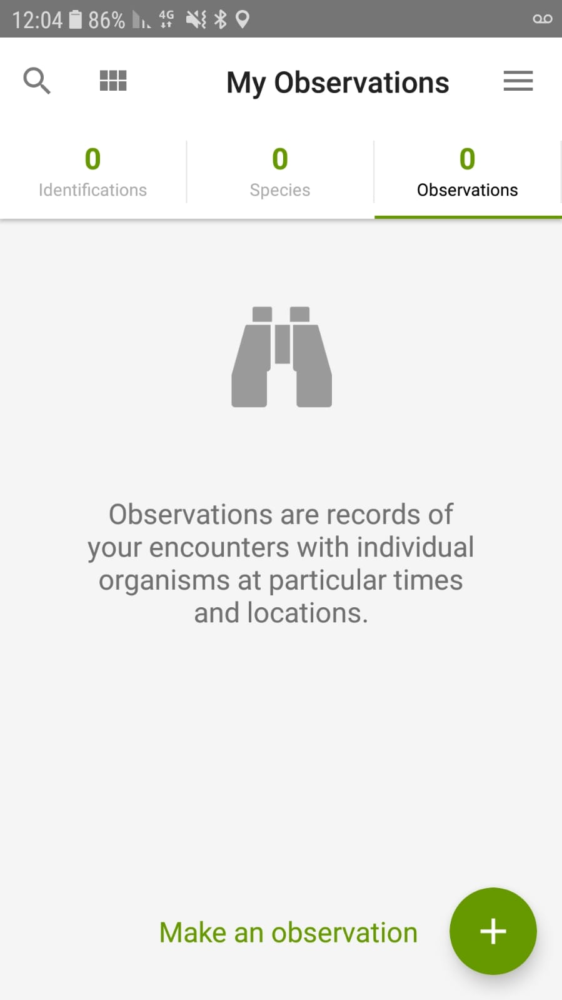 12:04 86% 4G
My Observations
0 0 0
Identifications Species Observations
Observations are records of
your encounters with individual
organisms at particular times
and locations.
Make an observation